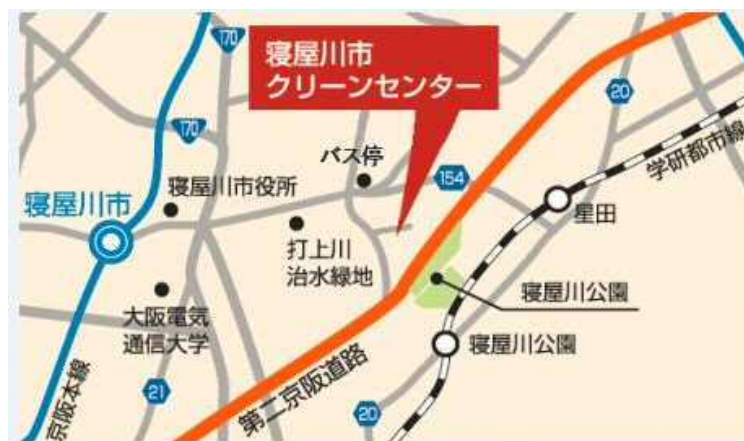 170
寝屋川市
クリーンセンター
20
170
学研都市線
バス停
154
寝屋川市役所
寝屋川市
星田
打上川
治水緑地
寝屋川公園
大阪電気
通信大学
寝屋川公園
第二京阪道路
21
20
京阪本線